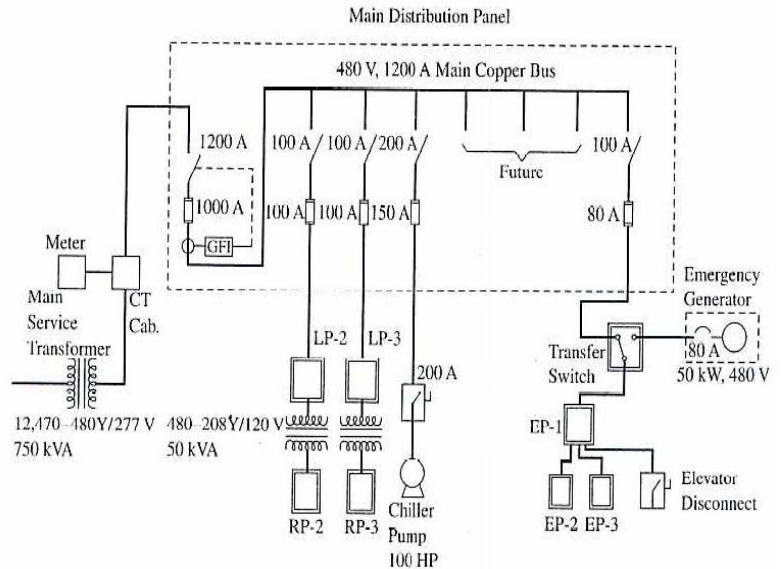 Main Distribution Panel
480 V, 1200 A Main Copper Bus
1200 A
100 A
100 A
200 A
Future
100 A
1000 A
100 A
100 A
150 A
80 A
GFI
Meter
CT
Cab.
Main
Service
Transformer
12,470–480Y/277 V
750 kVA
LP-2
LP-3
480–208Y/120 V
50 kVA
RP-2
RP-3
200 A
Chiller
Pump
100 HP
Transfer
Switch
Emergency
Generator
80 A
50 kW, 480 V
EP-1
EP-2
EP-3
Elevator
Disconnect